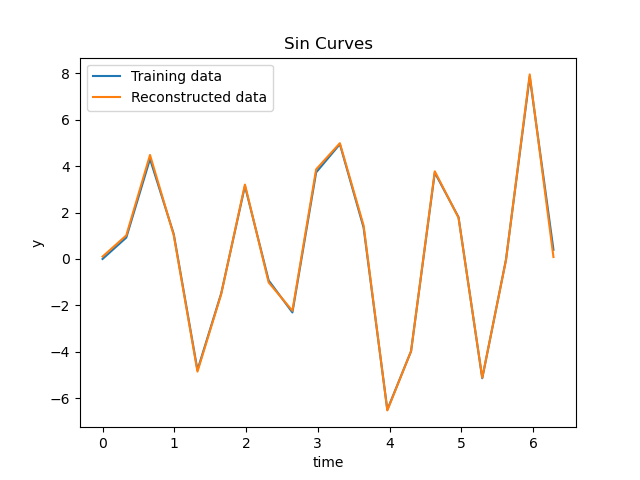 Sin Curves
Training data
Reconstructed data
8
6
4
2
0
−2
−4
−6
y
0 1 2 3 4 5 6
time